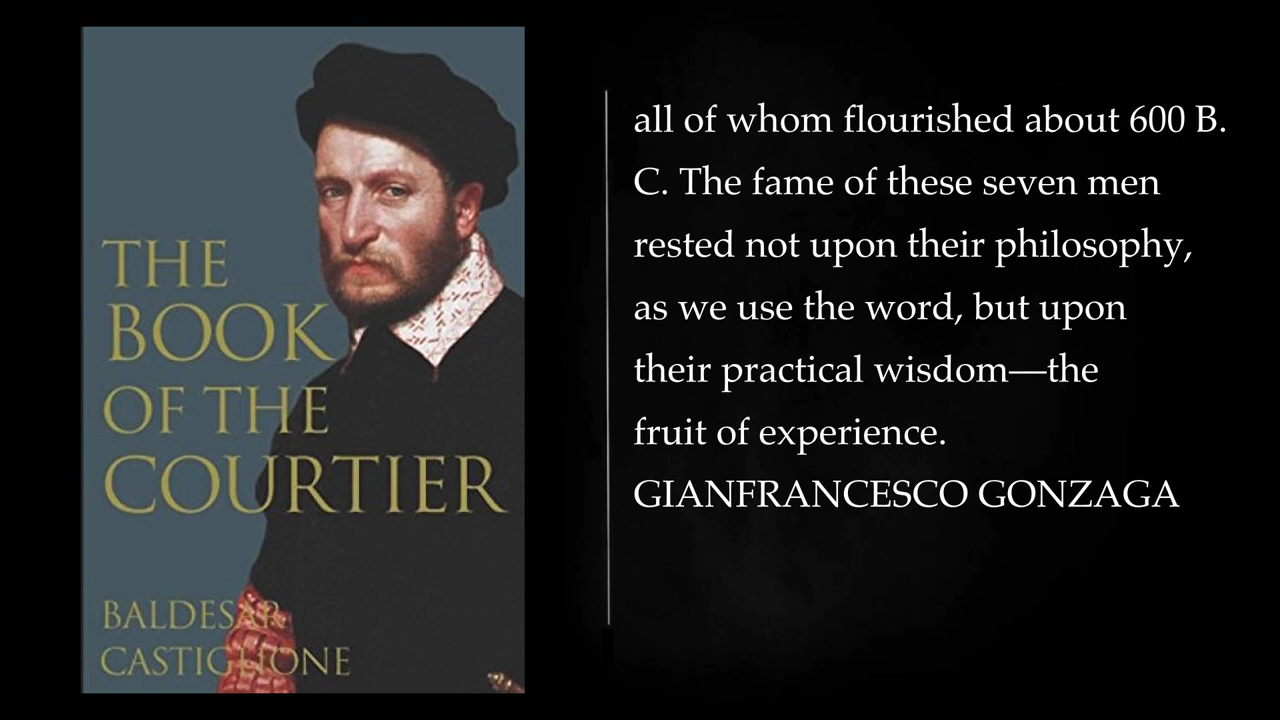 THE
BOOK
OF THE
COURTIER
BALDESAR
CASTIGLIONE
all of whom flourished about 600 B.
C. The fame of these seven men
rested not upon their philosophy,
as we use the word, but upon
their practical wisdom—the
fruit of experience.
GIANFRANCESCO GONZAGA